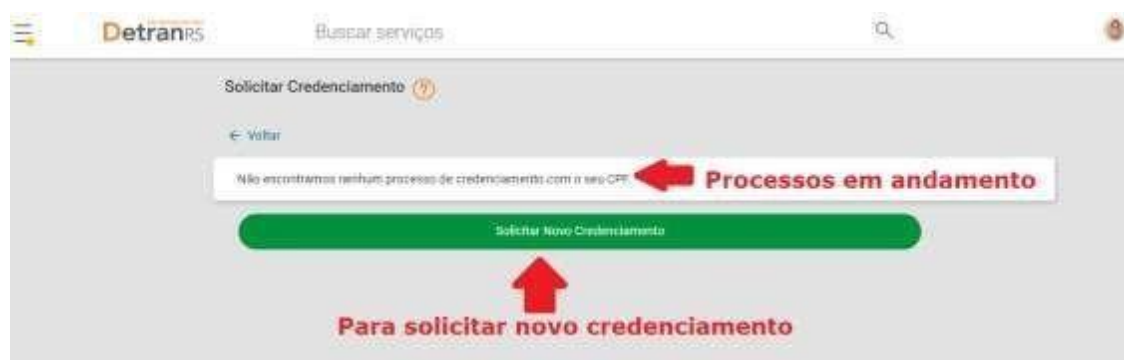 DetranRS
Buscar serviços
Solicitar Credenciamento ?
← Voltar
Não encontramos nenhum processo de credenciamento com o seu CPF.
Processos em andamento
Solicitar Novo Credenciamento
Para solicitar novo credenciamento